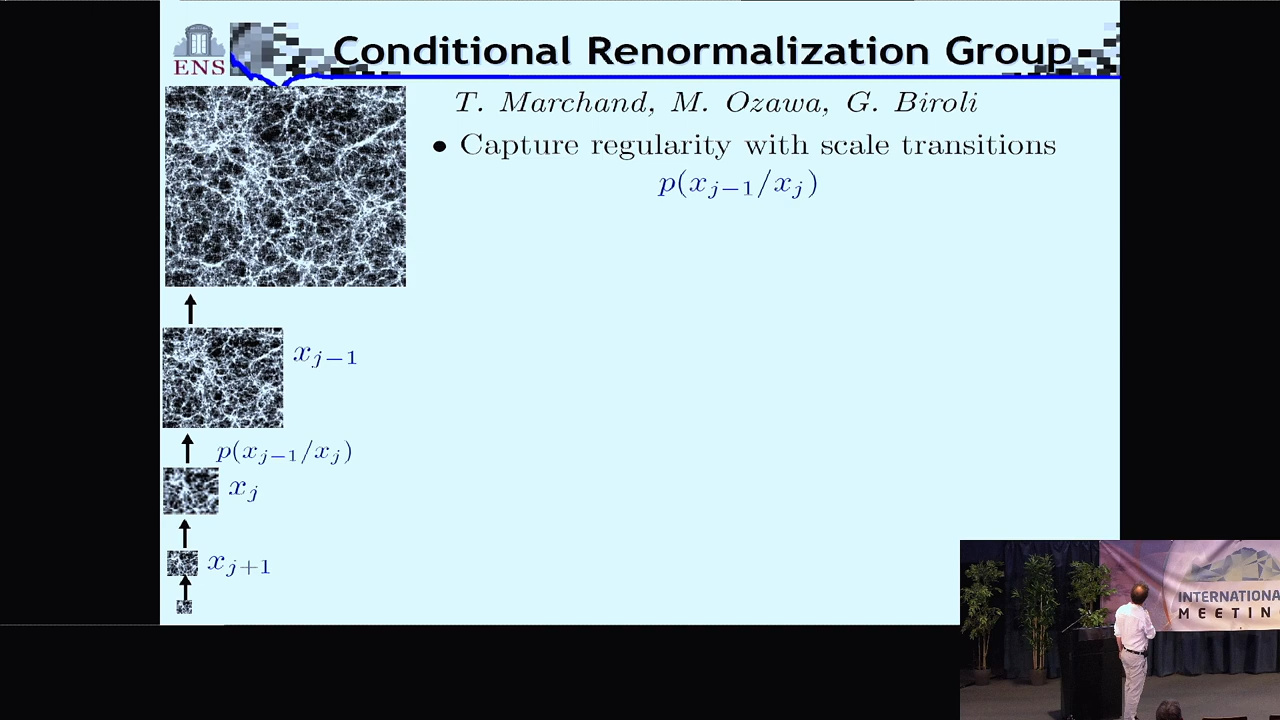 ENS
Conditional Renormalization Group
T. Marchand, M. Ozawa, G. Biroli
• Capture regularity with scale transitions
p(x_{j−1}/x_j)
x_{j−1}
p(x_{j−1}/x_j)
x_j
x_{j+1}
INTERNATIONA
MEETIN